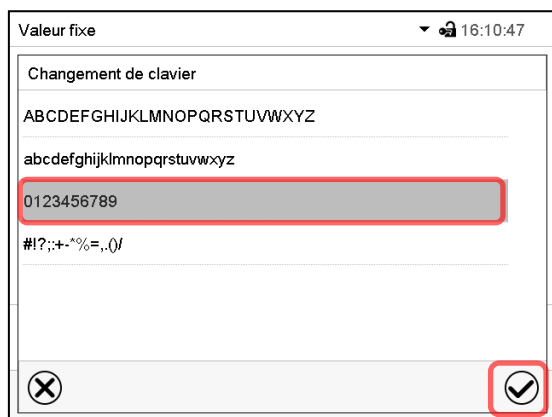 Valeur fixe 16:10:47
Changement de clavier
ABCDEFGHIJKLMNOPQRSTUVWXYZ
abcdefghijklmnopqrstuvwxyz
0123456789
#!?;:+-*%=,.()/